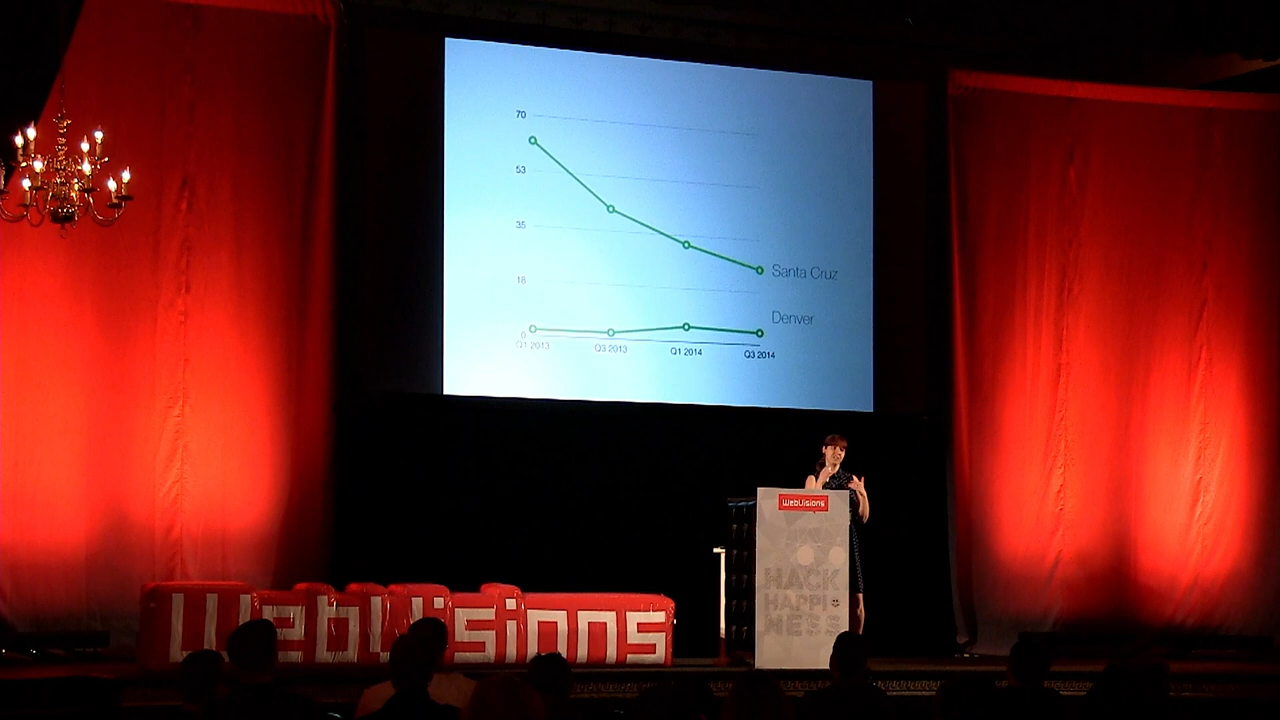 70
53
35
18
0
Santa Cruz
Denver
Q1 2013
Q3 2013
Q1 2014
Q3 2014
WebVisions
HACK
HAPPI
NESS
WebVisions